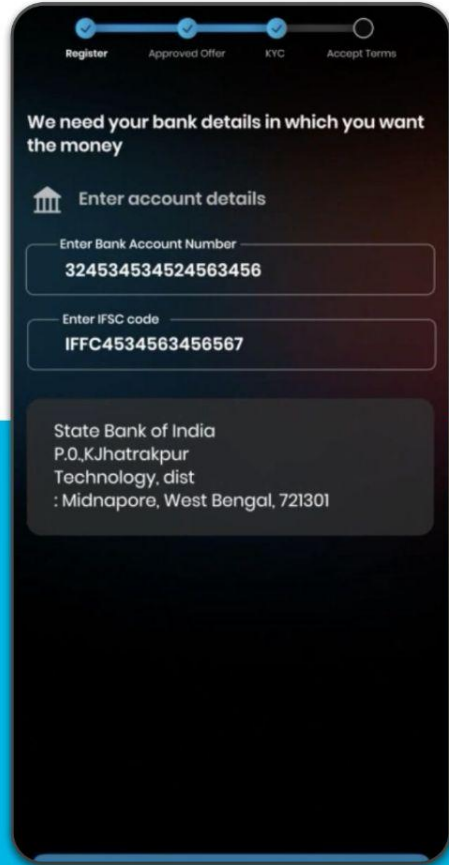 Register
Approved Offer
KYC
Accept Terms
We need your bank details in which you want
the money
Enter account details
Enter Bank Account Number
324534534524563456
Enter IFSC code
IFFC4534563456567
State Bank of India
P.0.,KJhatrakpur
Technology, dist
: Midnapore, West Bengal, 721301